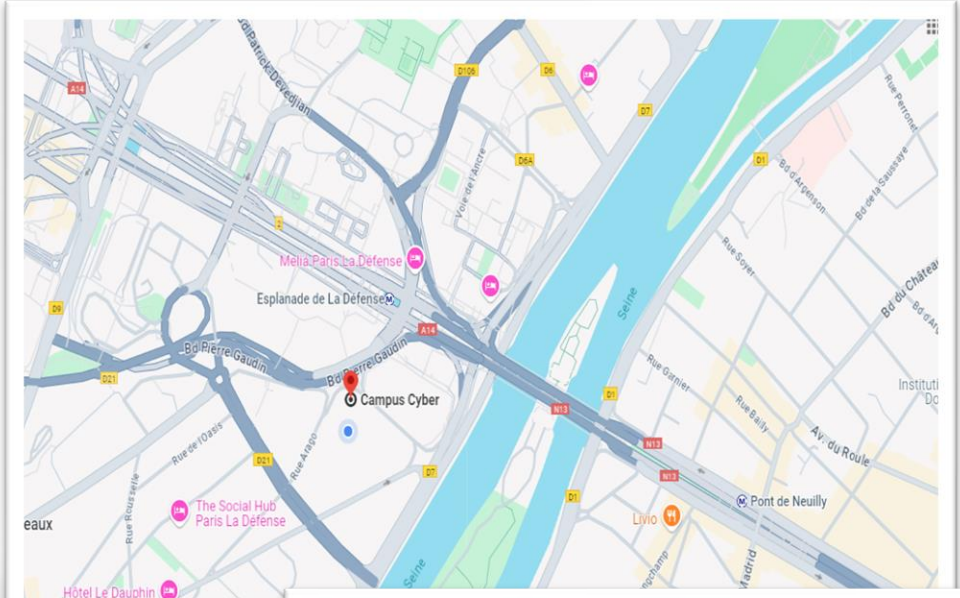 Bd Patrick Devedjian
A14
D106
D6
D7
Rue Perronet
D6A
D1
Bd d'Argenson
Bd de la Saussaye
Voie de l'Ancre
Rue Soyer
Meliá Paris La Défense
Esplanade de La Défense
M
Seine
Bd du Château
D9
A14
Bd Pierre Gaudin
Bd Pierre Gaudin
D21
Campus Cyber
Rue Garnier
Instituti
D1
N13
Rue Bailly
Av. du Roule
Rue de l'Oasis
Rue Arago
N13
D21
D7
N13
D1
M
Pont de Neuilly
Rue Rousselle
The Social Hub
Paris La Défense
Livio
eaux
Seine
ngchamp
Madrid
Hôtel Le Dauphin